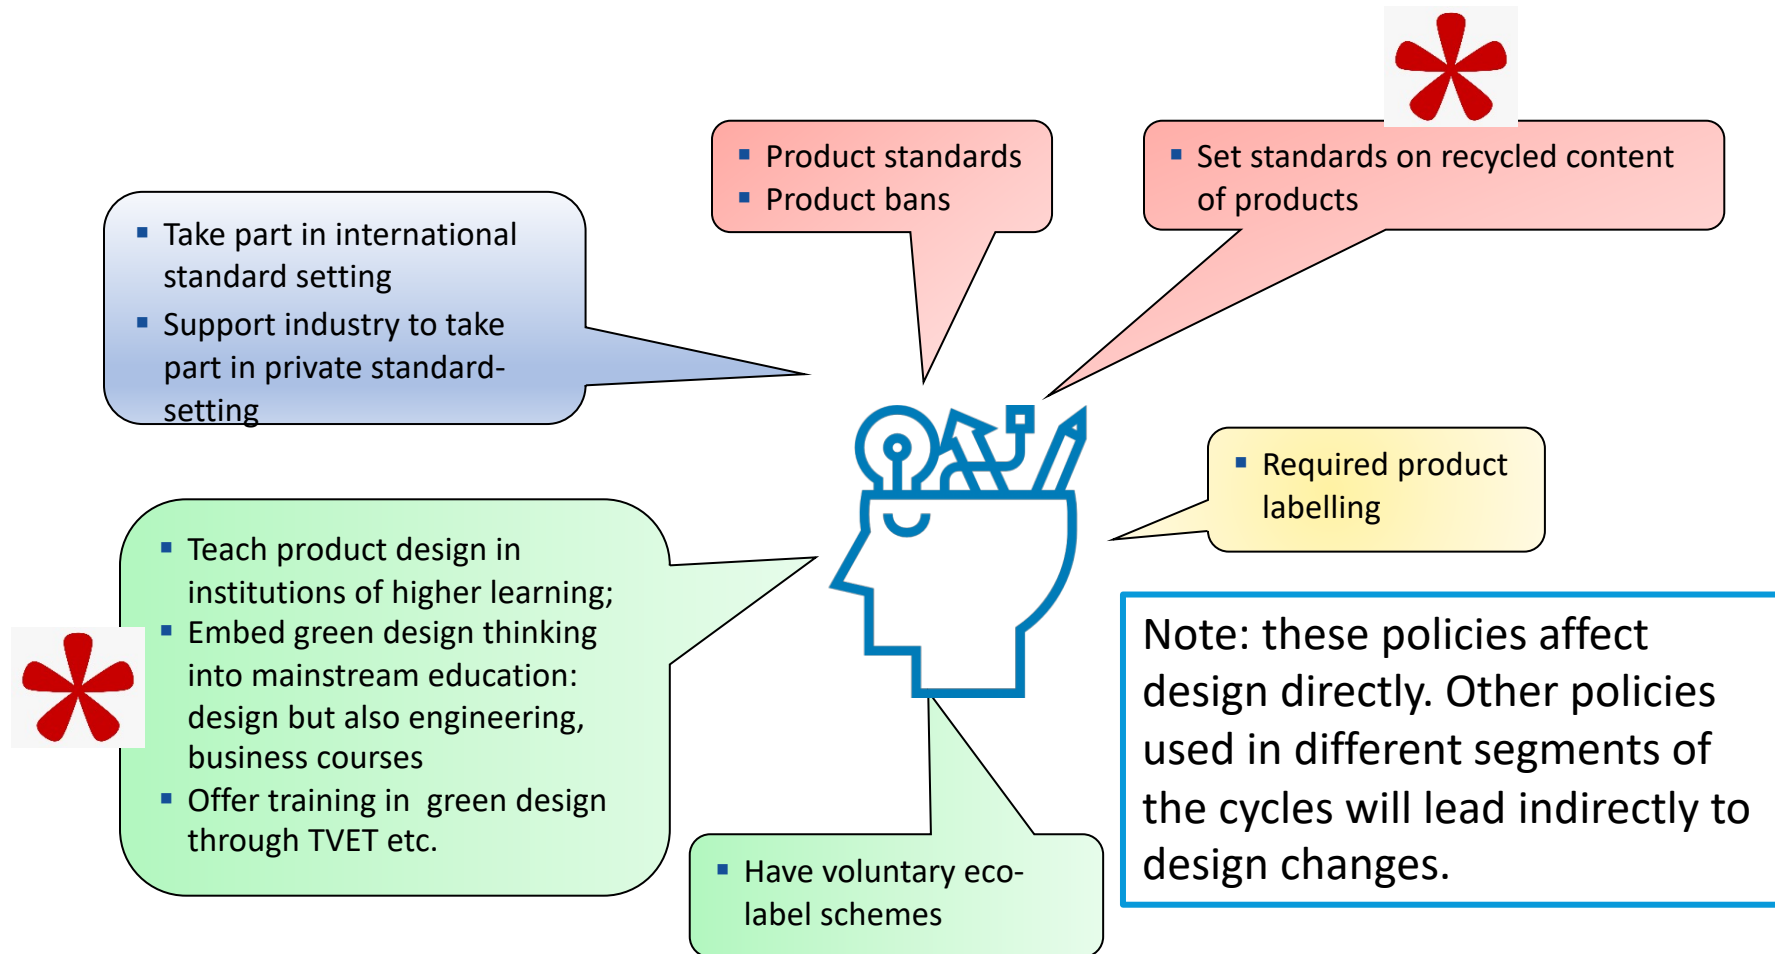 ▪ Product standards
▪ Product bans
▪ Set standards on recycled content
of products
▪ Take part in international
standard setting
▪ Support industry to take
part in private standard-
setting
▪ Required product
labelling
▪ Teach product design in
institutions of higher learning;
▪ Embed green design thinking
into mainstream education:
design but also engineering,
business courses
▪ Offer training in  green design
through TVET etc.
Note: these policies affect
design directly. Other policies
used in different segments of
the cycles will lead indirectly to
design changes.
▪ Have voluntary eco-
label schemes